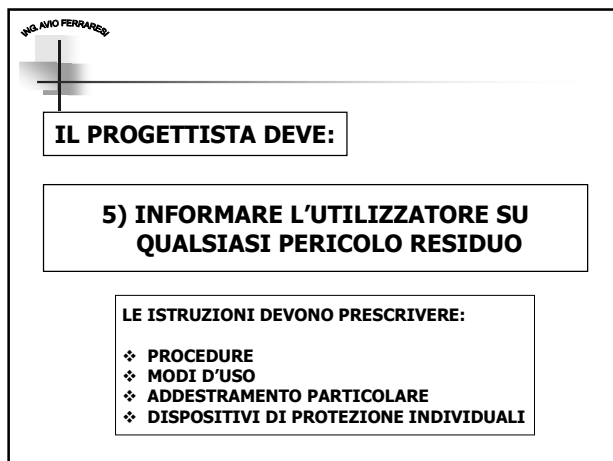 ING. AVIO FERRARESI
IL PROGETTISTA DEVE:
5) INFORMARE L’UTILIZZATORE SU
QUALSIASI PERICOLO RESIDUO
LE ISTRUZIONI DEVONO PRESCRIVERE:
❖ PROCEDURE
❖ MODI D’USO
❖ ADDESTRAMENTO PARTICOLARE
❖ DISPOSITIVI DI PROTEZIONE INDIVIDUALI